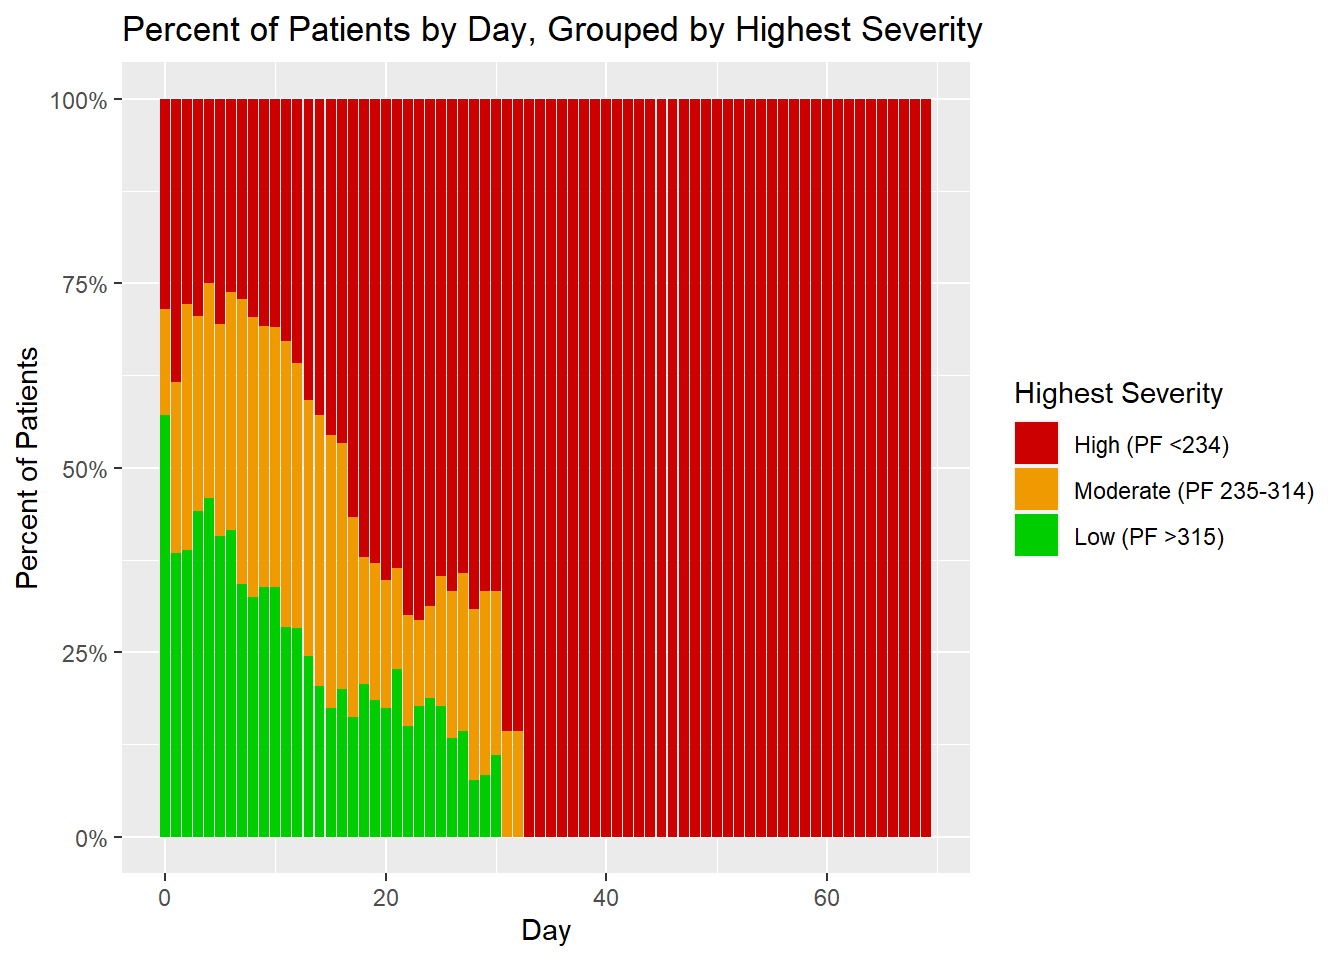 Percent of Patients by Day, Grouped by Highest Severity
Percent of Patients
100%
75%
50%
25%
0%
0
20
40
60
Day
Highest Severity
High (PF <234)
Moderate (PF 235-314)
Low (PF >315)